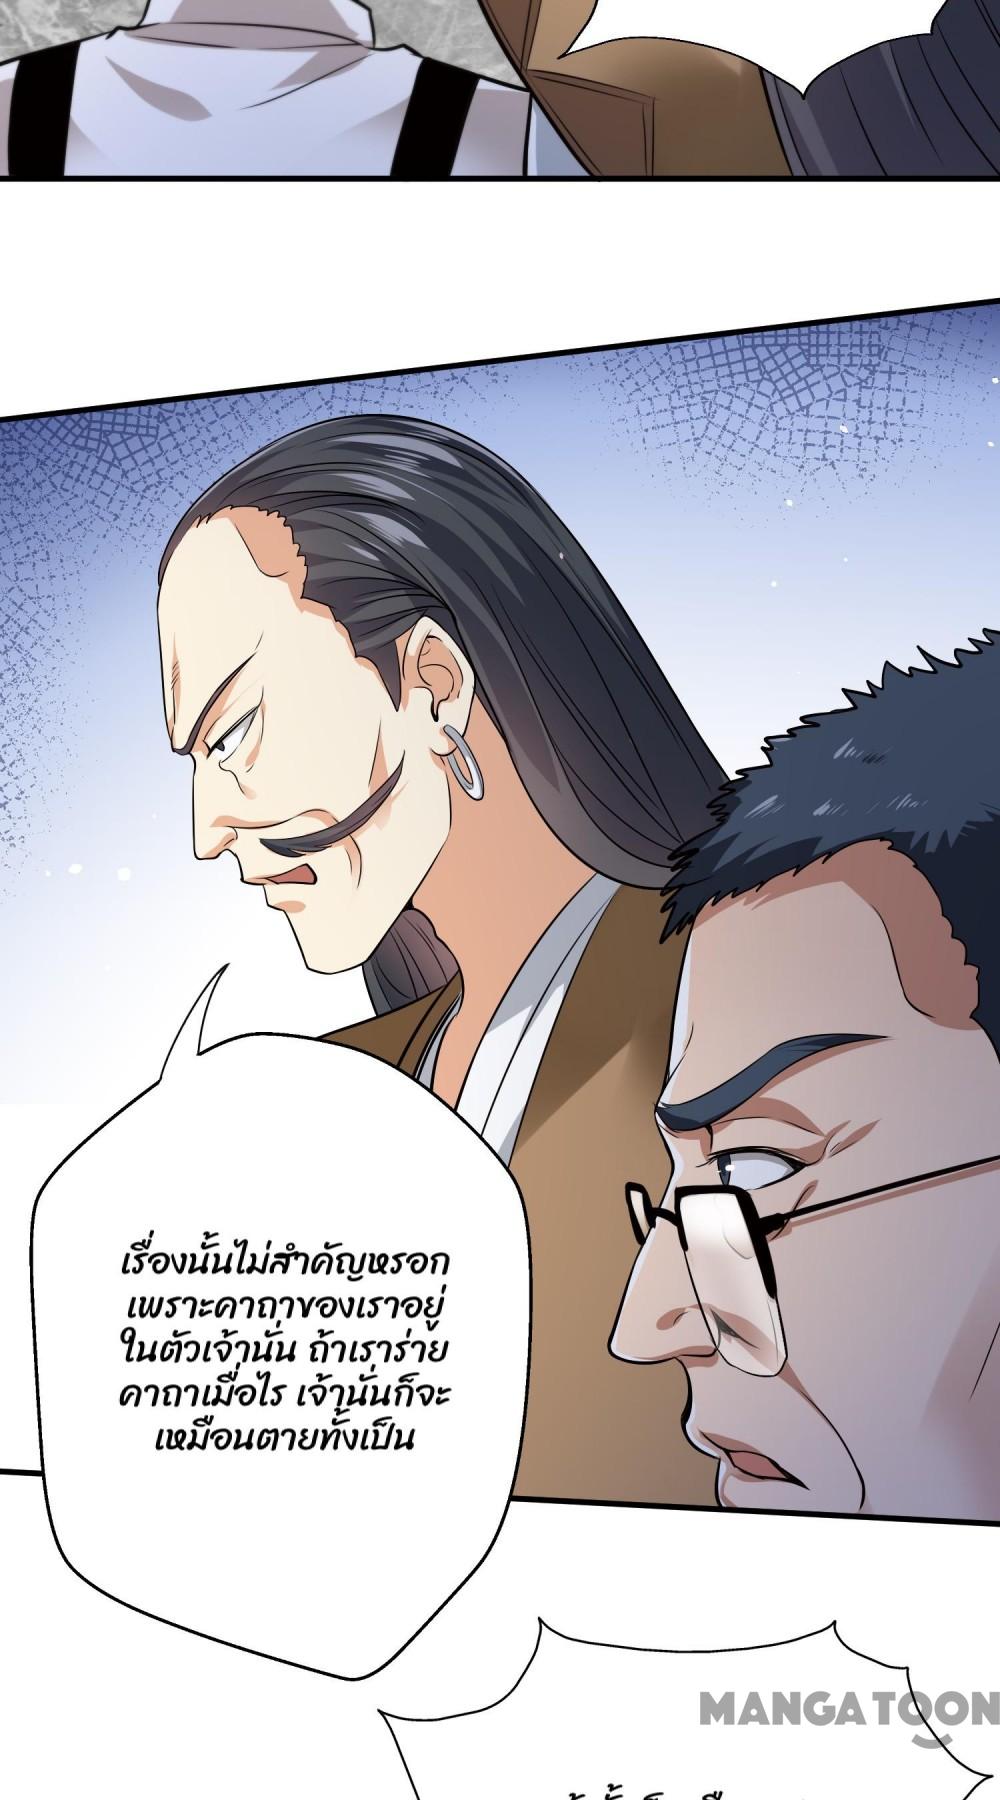 เรื่องนั้นไม่สำคัญหรอก
เพราะคาถาของเราอยู่
ในตัวเจ้านั่น ถ้าเราร่าย
คาถาเมื่อไร เจ้านั่นก็จะ
เหมือนตายทั้งเป็น
MANGATOON